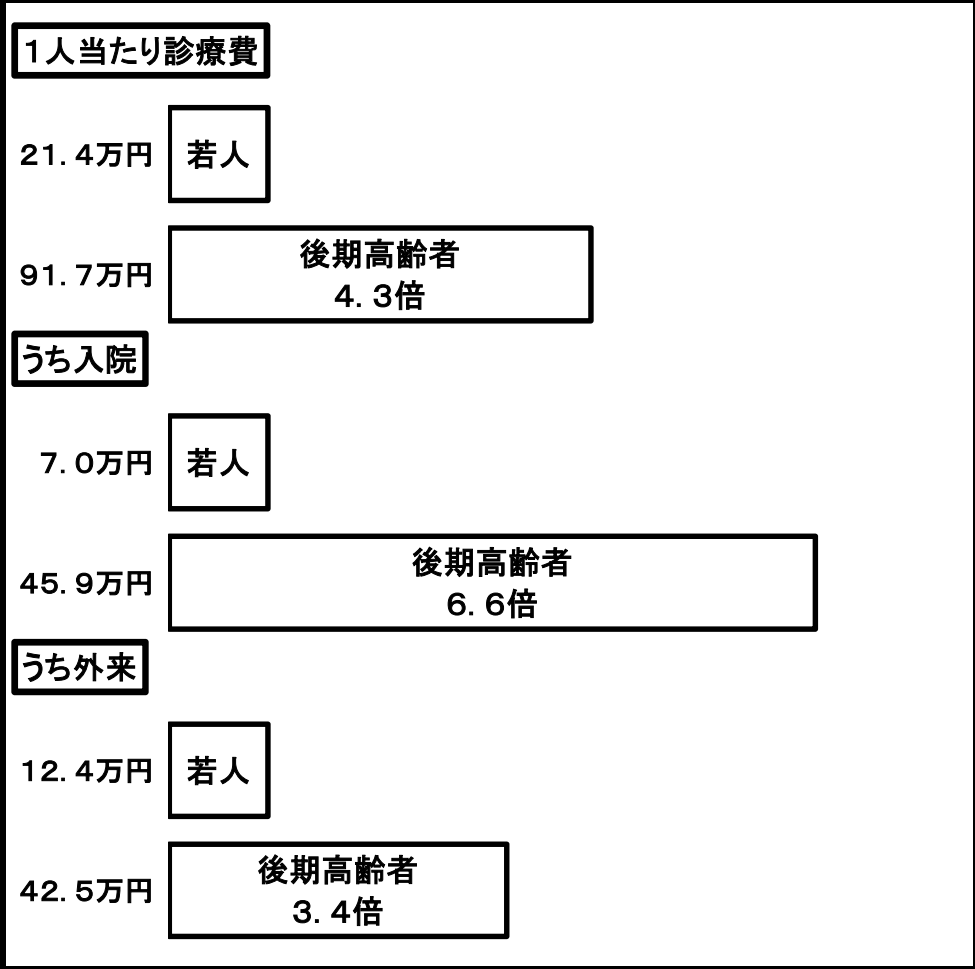 １人当たり診療費
２１．４万円
若人
９１．７万円
後期高齢者
４．３倍
うち入院
７．０万円
若人
４５．９万円
後期高齢者
６．６倍
うち外来
１２．４万円
若人
４２．５万円
後期高齢者
３．４倍